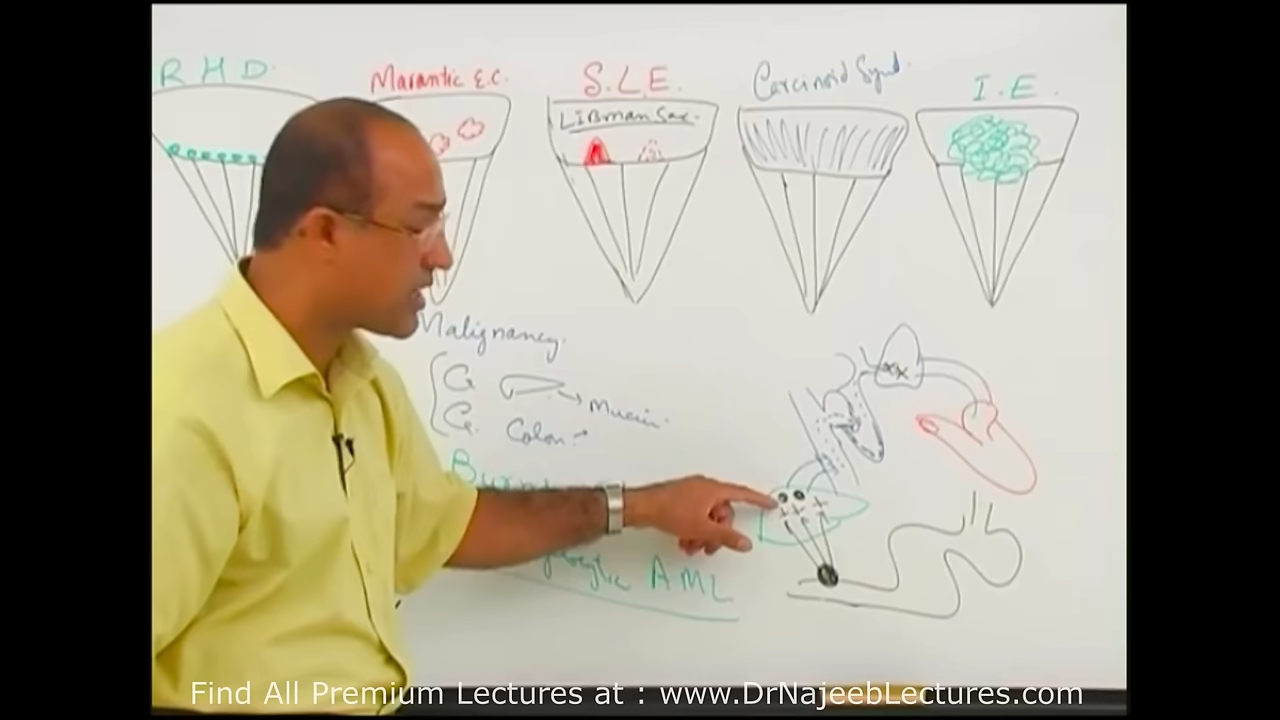 R H D.
Marantic E.C.
S.L.E.
Carcinoid Synd.
I.E.
LIBman Sac.
Malignancy.
Ca
Mucin.
Ca. Colon
Burn
AML
Find All Premium Lectures at : www.DrNajeebLectures.com